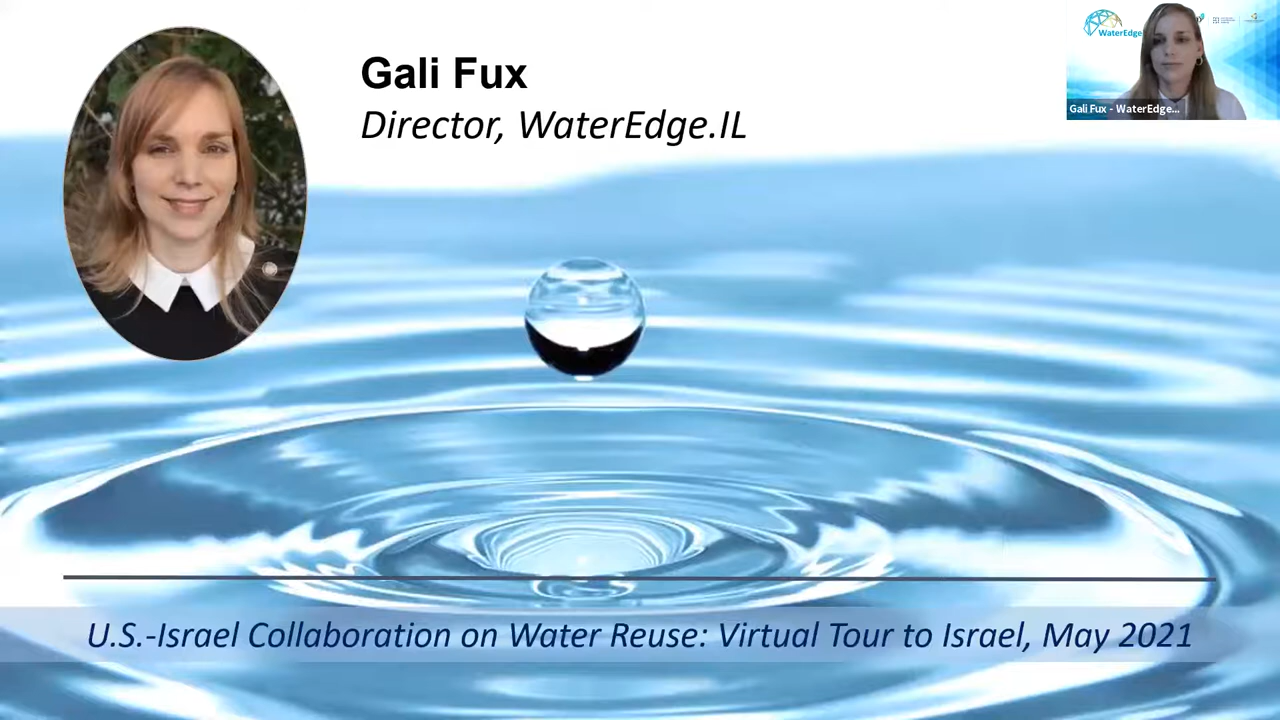 Gali Fux
Director, WaterEdge.IL
WaterEdge
Gali Fux - WaterEdge...
U.S.-Israel Collaboration on Water Reuse: Virtual Tour to Israel, May 2021